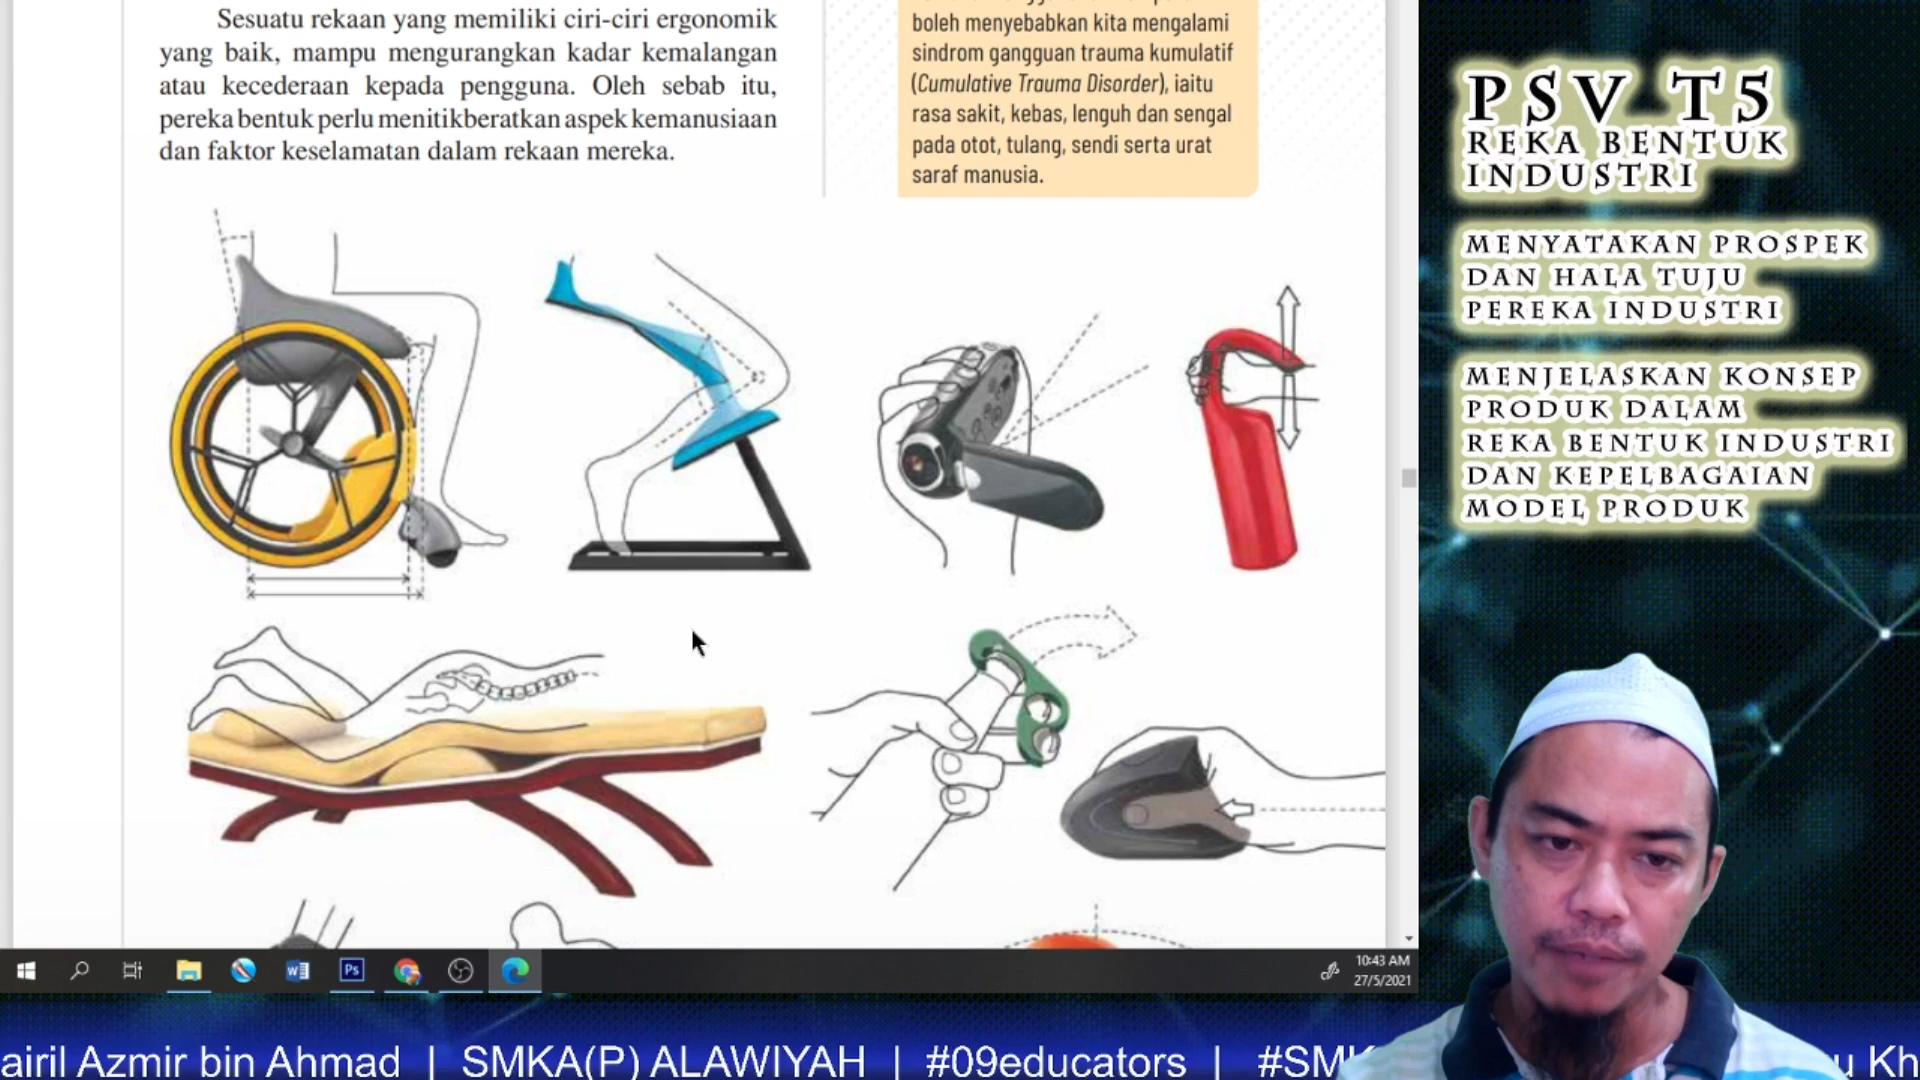 Sesuatu rekaan yang memiliki ciri-ciri ergonomik
yang baik, mampu mengurangkan kadar kemalangan
atau kecederaan kepada pengguna. Oleh sebab itu,
pereka bentuk perlu menitikberatkan aspek kemanusiaan
dan faktor keselamatan dalam rekaan mereka.
boleh menyebabkan kita mengalami
sindrom gangguan trauma kumulatif
(Cumulative Trauma Disorder), iaitu
rasa sakit, kebas, lenguh dan sengal
pada otot, tulang, sendi serta urat
saraf manusia.
PSV T5
REKA BENTUK
INDUSTRI
MENYATAKAN PROSPEK
DAN HALA TUJU
PEREKA INDUSTRI
MENJELASKAN KONSEP
PRODUK DALAM
REKA BENTUK INDUSTRI
DAN KEPELBAGAIAN
MODEL PRODUK
Ps
10:43 AM
27/5/2021
airil Azmir bin Ahmad | SMKA(P) ALAWIYAH | #09educators | #SMK u Kh